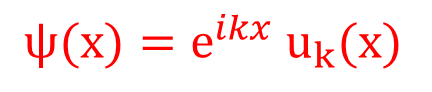 ψ(x) = e^{ikx} u_k(x)